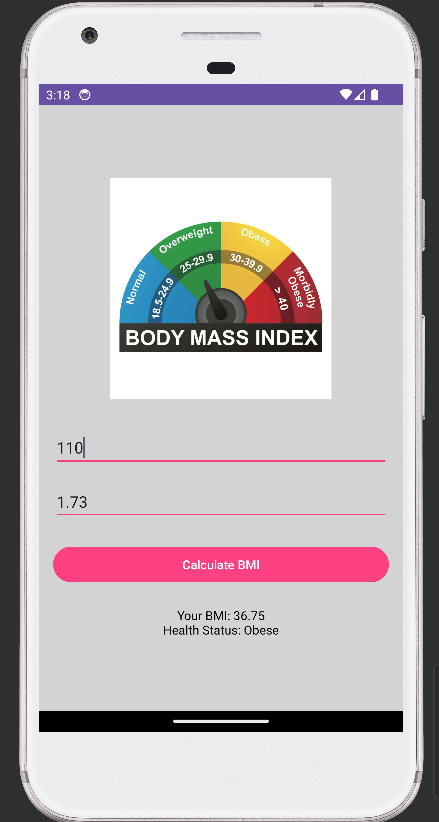 3:18
Normal
Overweight
Obese
Morbidly
Obese
18.5-24.9
25-29.9
30-39.9
> 40
BODY MASS INDEX
110
1.73
Calculate BMI
Your BMI: 36.75
Health Status: Obese